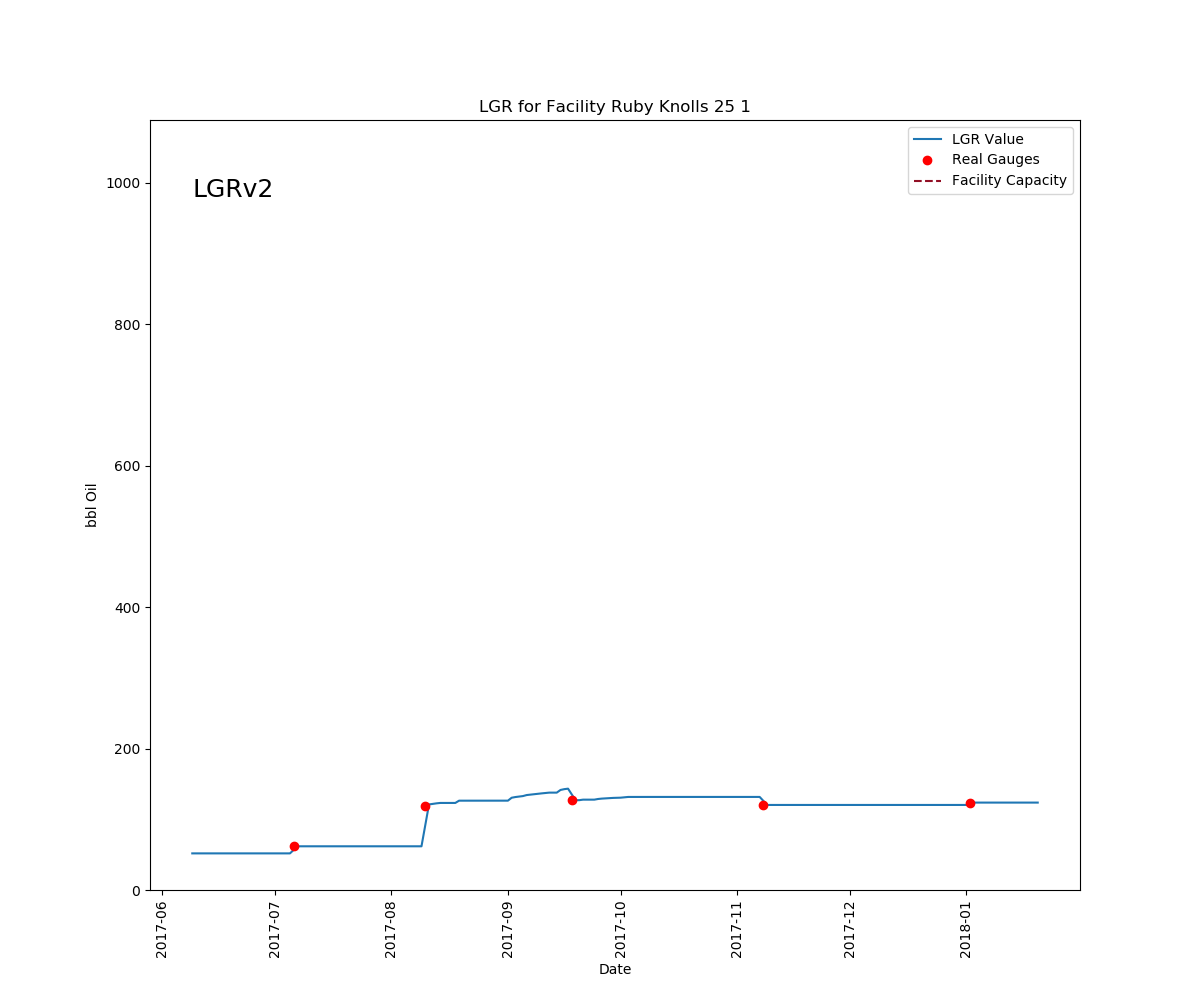 LGR for Facility Ruby Knolls 25 1
LGR Value
Real Gauges
Facility Capacity
LGRv2
1000
800
600
400
200
0
bbl Oil
2017-06
2017-07
2017-08
2017-09
2017-10
2017-11
2017-12
2018-01
Date